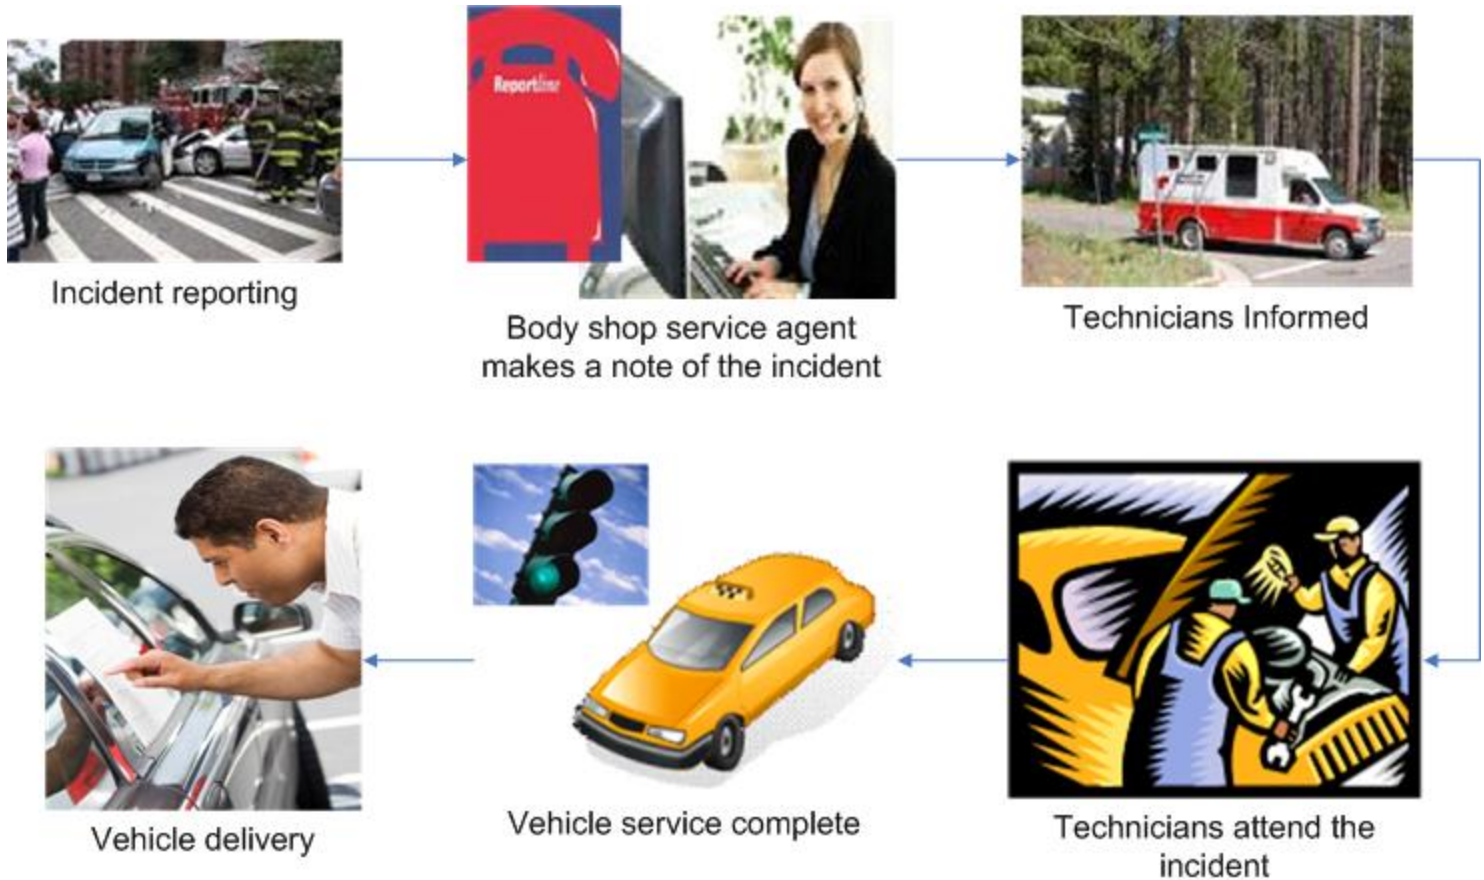 Reportline
Incident reporting
Body shop service agent
makes a note of the incident
Technicians Informed
Technicians attend the
incident
Vehicle service complete
Vehicle delivery